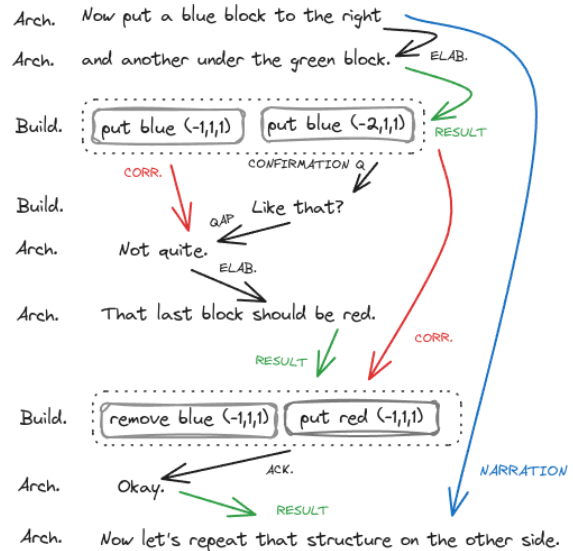 Arch. Now put a blue block to the right
Arch. and another under the green block.
ELAB.
Build. put blue (-1,1,1) put blue (-2,1,1)
RESULT
CONFIRMATION Q
CORR.
Build. Like that?
QAP
Arch. Not quite.
ELAB.
Arch. That last block should be red.
CORR.
RESULT
Build. remove blue (-1,1,1) put red (-1,1,1)
ACK.
NARRATION
Arch. Okay.
RESULT
Arch. Now let's repeat that structure on the other side.